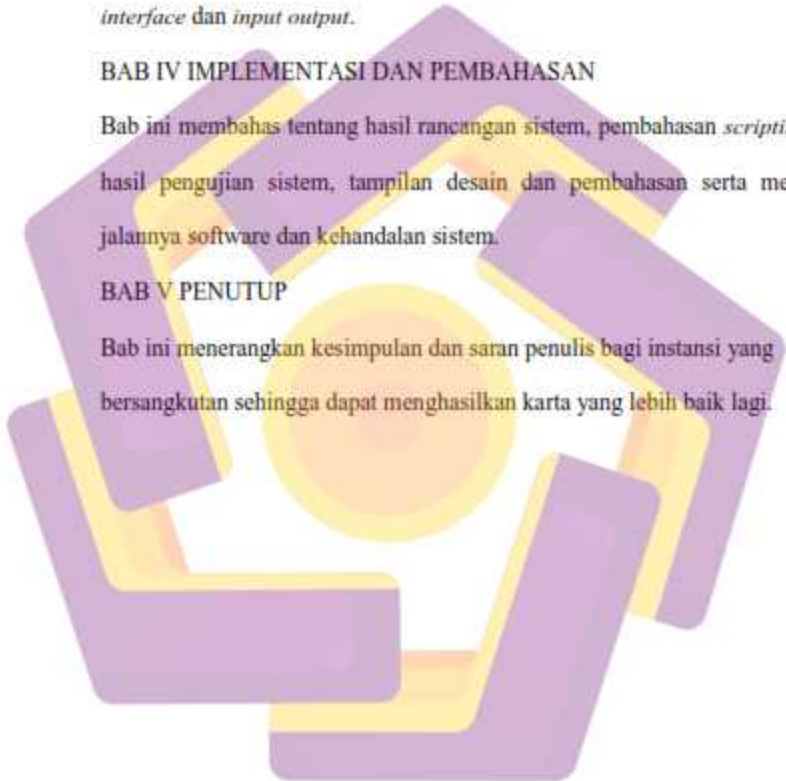 interface dan input output.
BAB IV IMPLEMENTASI DAN PEMBAHASAN
Bab ini membahas tentang hasil rancangan sistem, pembahasan
hasil pengujian sistem, tampilan desain dan pembahasan serta
jalannya software dan kehandalan sistem.
BAB V PENUTUP
Bab ini menerangkan kesimpulan dan saran penulis bagi instansi yang
bersangkutan sehingga dapat menghasilkan karta yang lebih baik lagi.